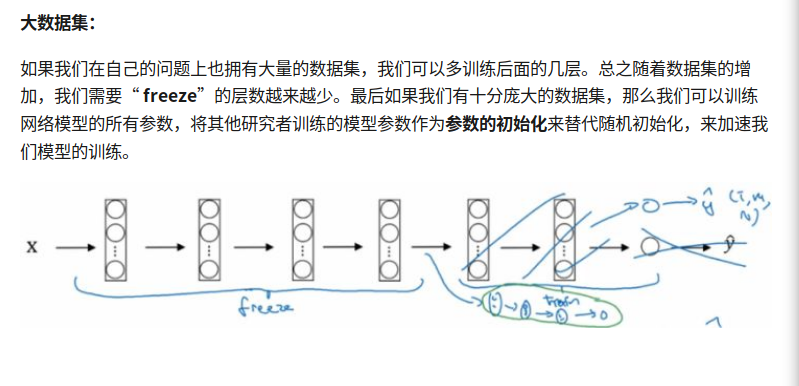 大数据集：
如果我们在自己的问题上也拥有大量的数据集，我们可以多训练后面的几层。总之随着数据集的增
加，我们需要“ freeze”的层数越来越少。最后如果我们有十分庞大的数据集，那么我们可以训练
网络模型的所有参数，将其他研究者训练的模型参数作为参数的初始化来替代随机初始化，来加速我
们模型的训练。
ŷ (T, M,
N)
X
ŷ
freeze
train